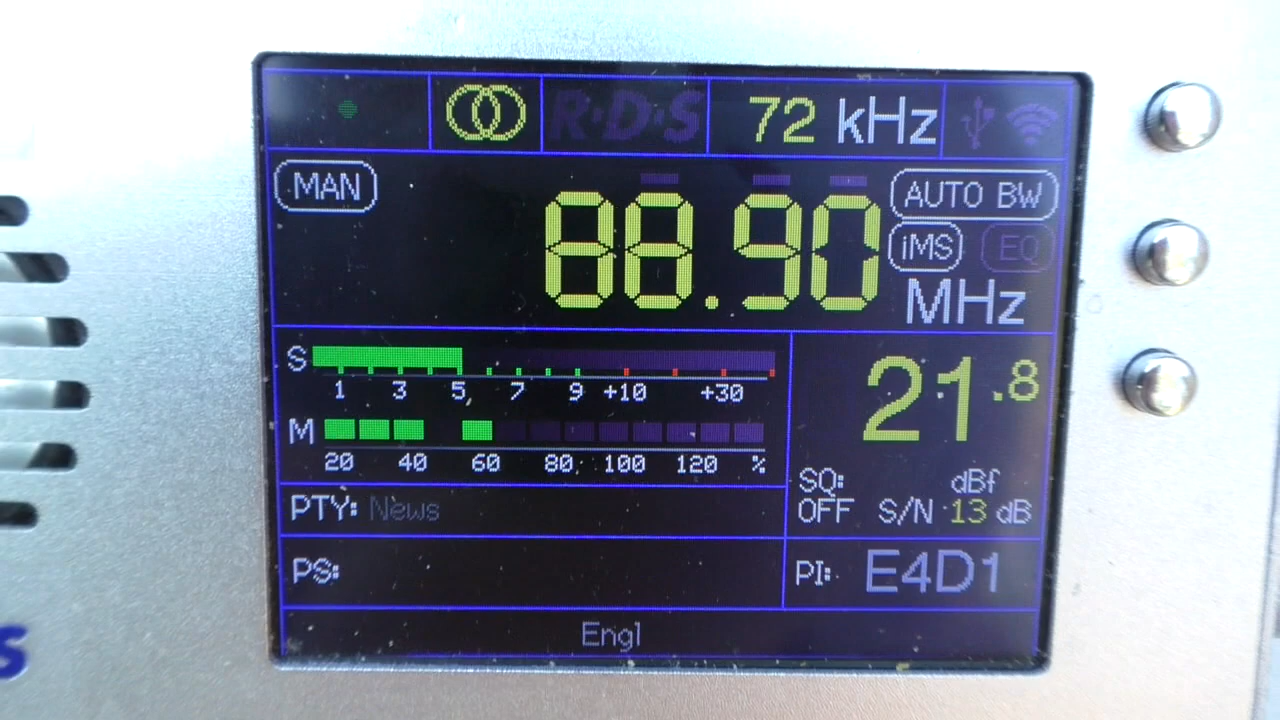 R·D·S 72 kHz
MAN
88.90 MHz
AUTO BW
iMS EQ
S
1 3 5 7 9 +10 +30
M
20 40 60 80 100 120 %
21.8
dBf
SQ: OFF S/N 13 dB
PTY: News
PS:
PI: E4D1
Engl
S